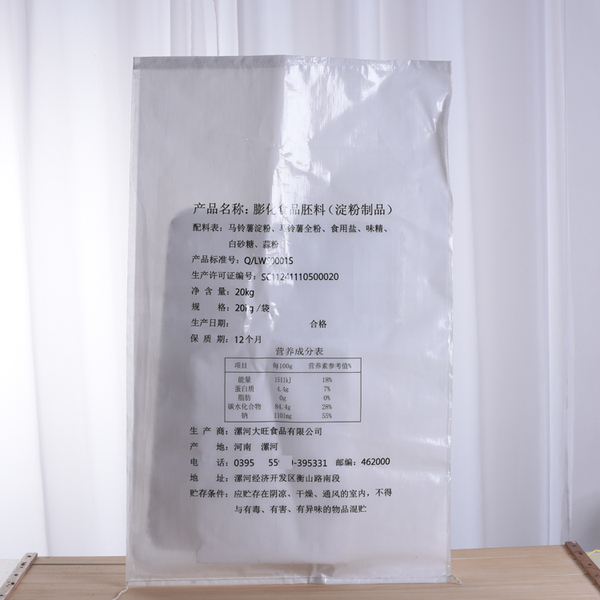 产品名称：膨化食品胚料（淀粉制品）
配料表：马铃薯淀粉、马铃薯全粉、食用盐、味精、
白砂糖、蒜粉
产品标准号：Q/LWS0001S
生产许可证编号：SC11241110500020
净 含 量：20kg
规 格：20kg/袋
生产日期： 合格
保 质 期：12个月
营养成分表
项目 每100g 营养素参考值%
能量 1511kJ 18%
蛋白质 4.4g 7%
脂肪 0g 0%
碳水化合物 84.4g 28%
钠 1101mg 55%
生 产 商：漯河大旺食品有限公司
产 地：河南 漯河
电 话：0395 -395331 邮编：462000
地 址：漯河经济开发区衡山路南段
贮存条件：应贮存在阴凉、干燥、通风的室内，不得
与有毒、有害、有异味的物品混贮